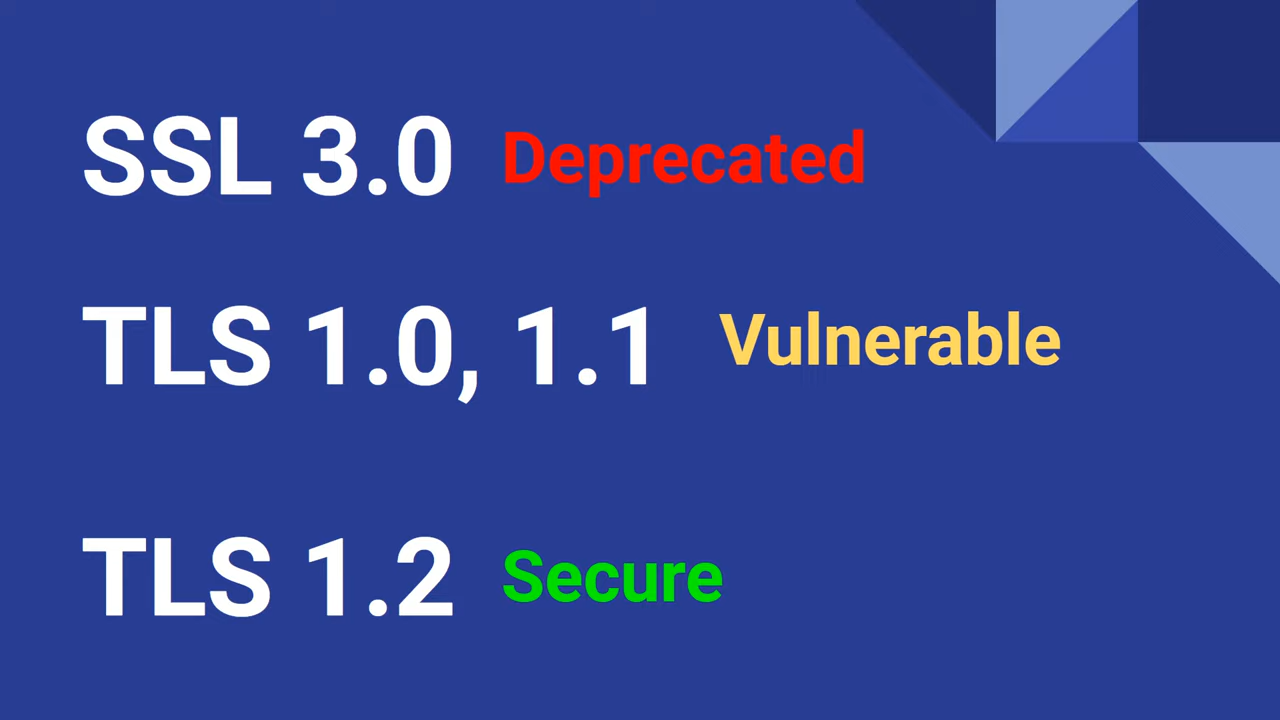 SSL 3.0 Deprecated
TLS 1.0, 1.1 Vulnerable
TLS 1.2 Secure